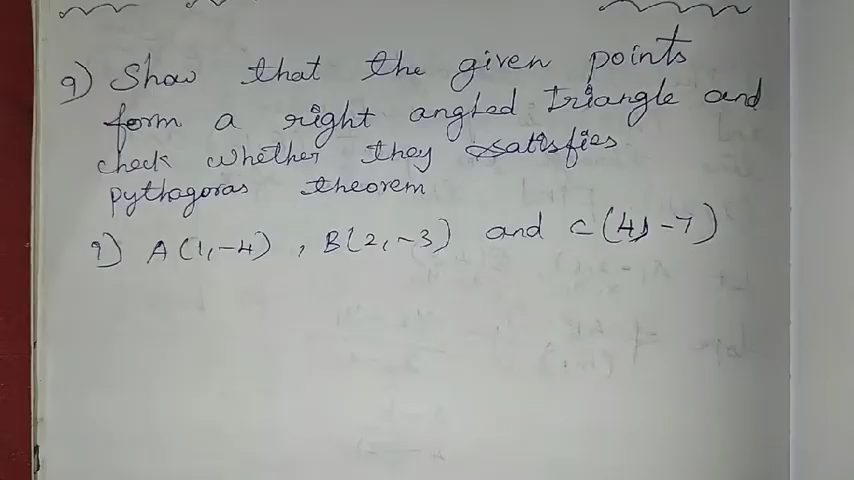 9) Show that the given points
form a right angled triangle and
check whether they satisfies
pythagoras theorem
i) A(1,-4), B(2,-3) and C(4,-7)